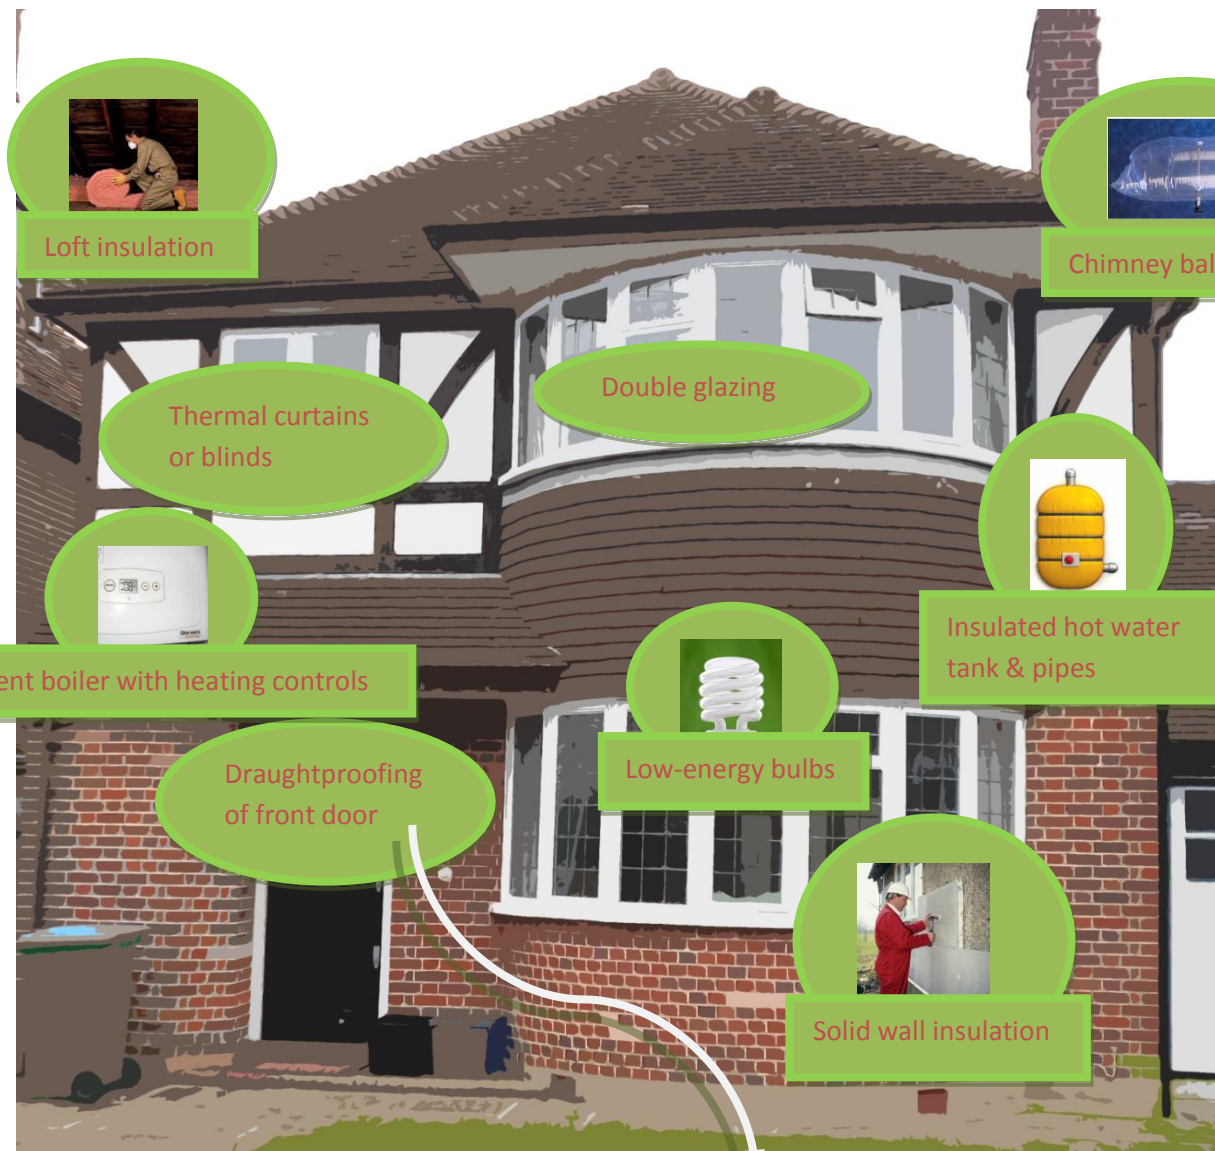 Loft insulation
Chimney bal
Double glazing
Thermal curtains
or blinds
Insulated hot water
tank & pipes
ent boiler with heating controls
Low-energy bulbs
Draughtproofing
of front door
Solid wall insulation